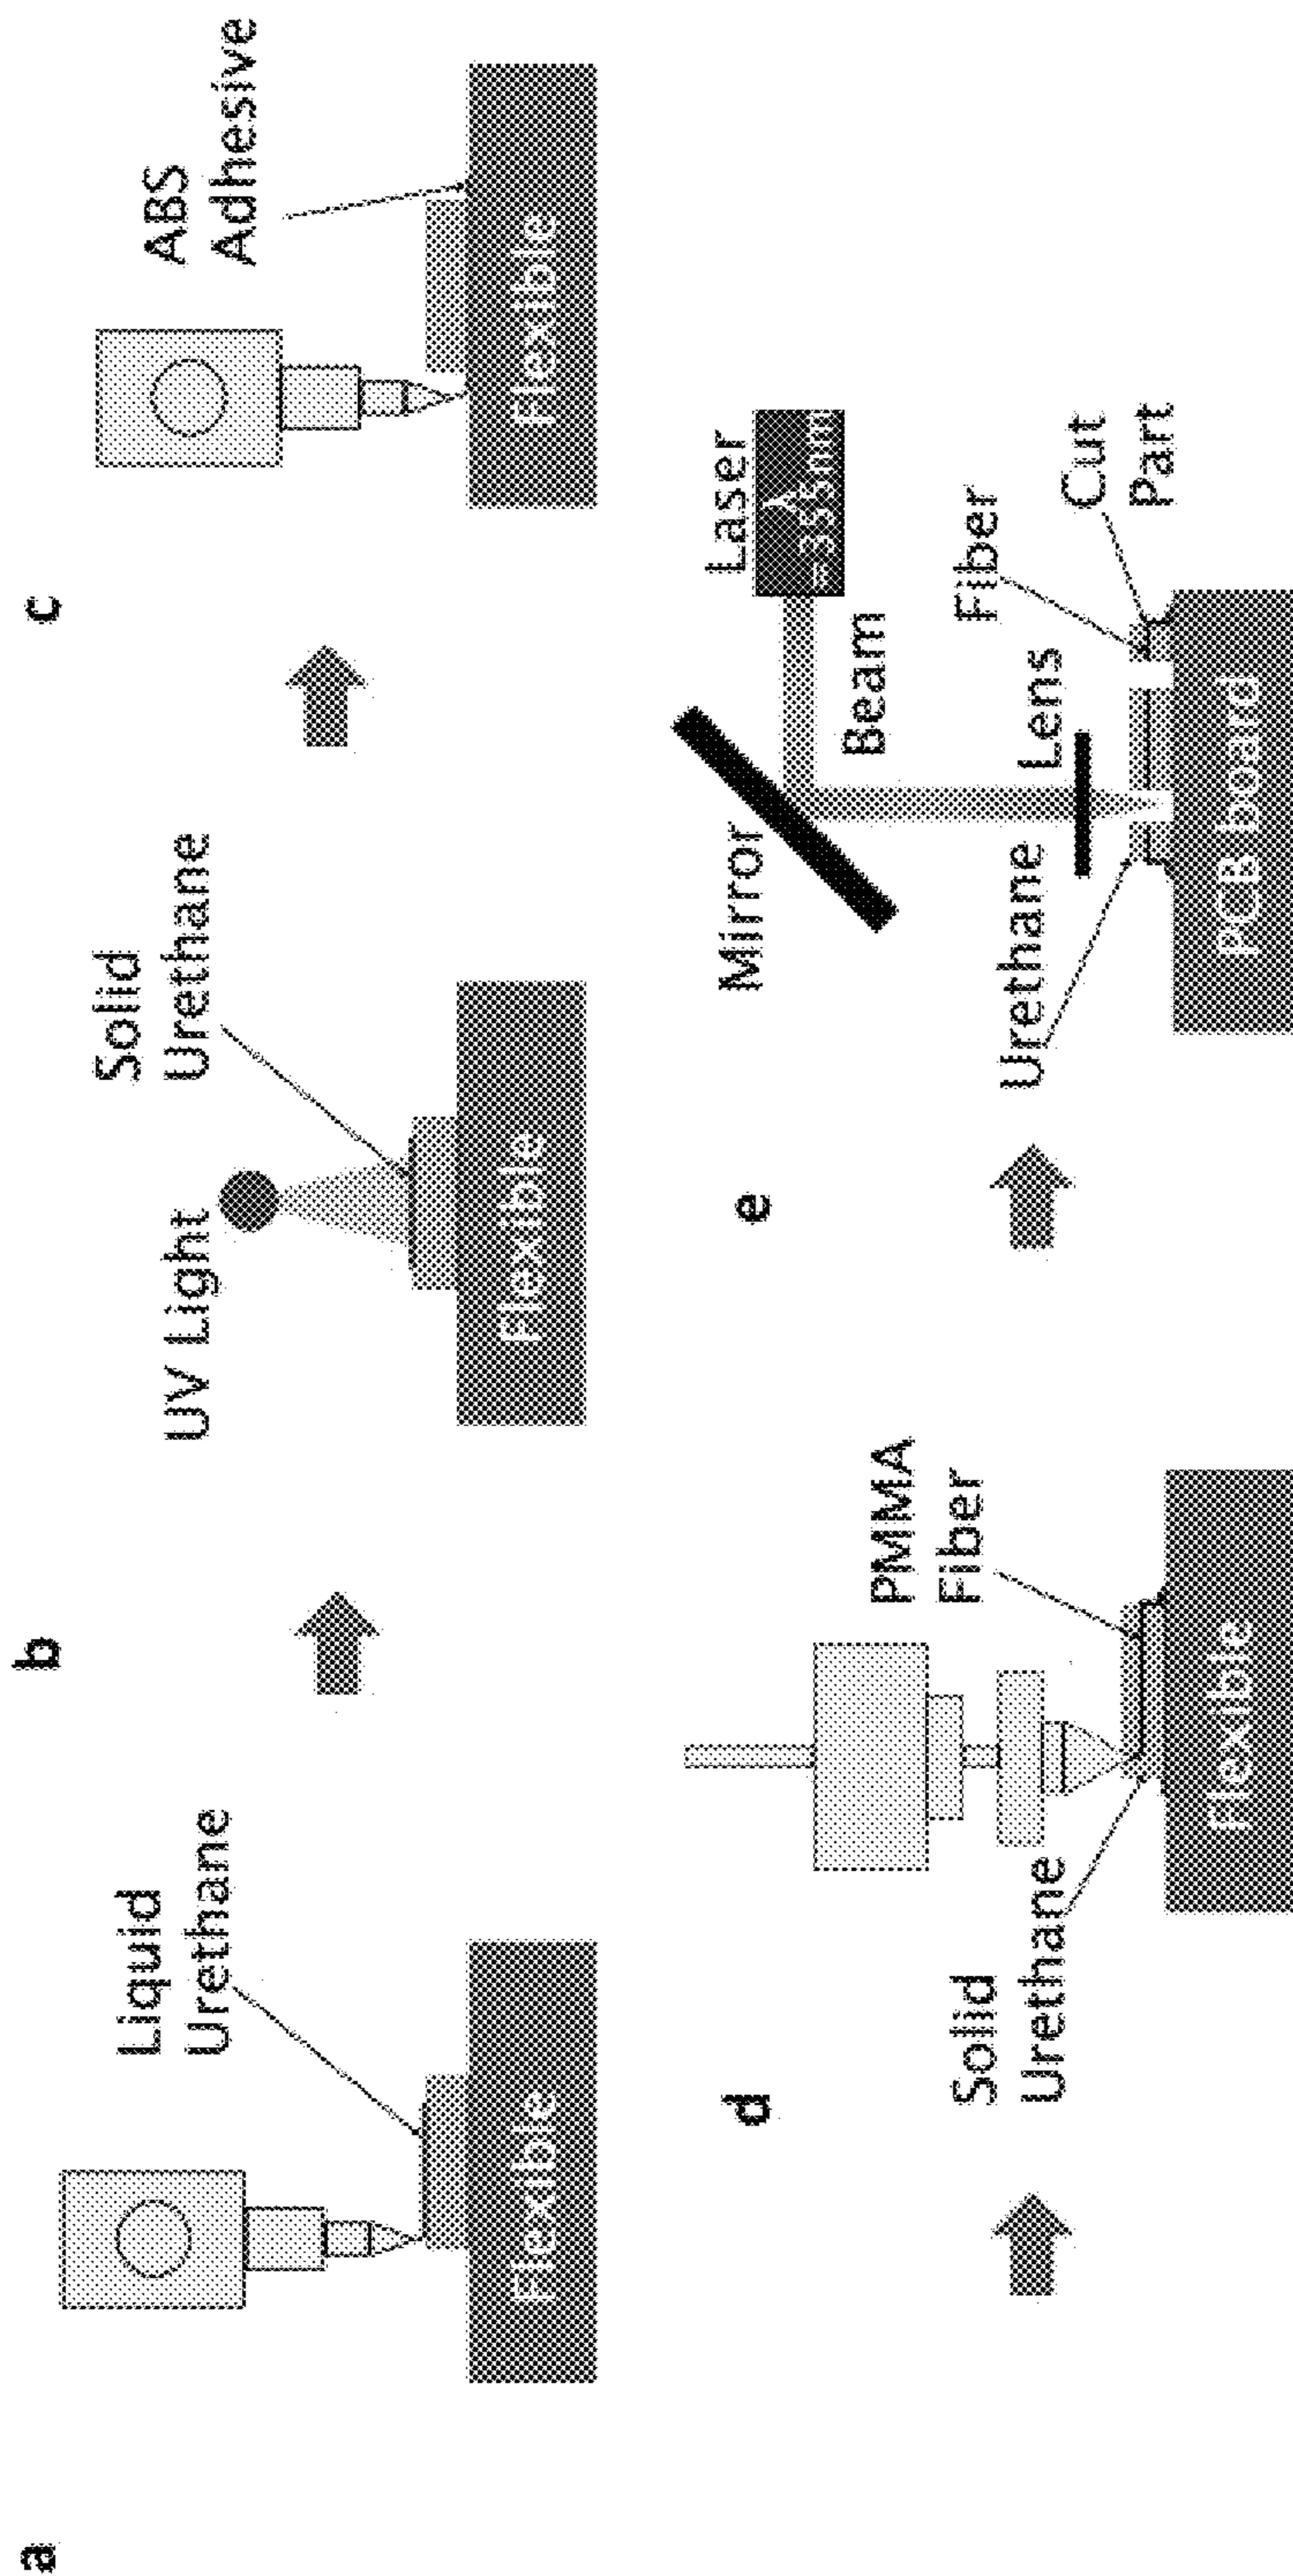 a
Liquid
Urethane
Flexible
b
UV Light
Solid
Urethane
Flexible
c
ABS
Adhesive
Flexible
d
Solid
Urethane
PMMA
Fiber
Flexible
e
Mirror
Laser
λ
=355nm
Beam
Urethane
Lens
Fiber
Cut
Part
PCB board